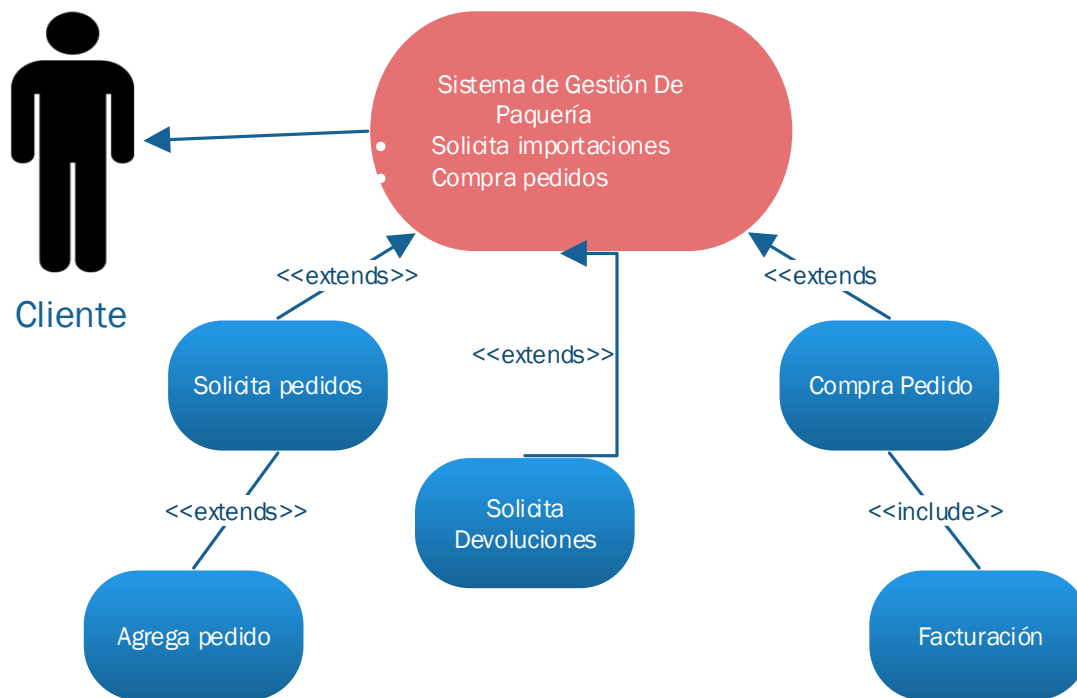 Sistema de Gestión De
Paquería
• Solicita importaciones
• Compra pedidos
Cliente
<<extends>>
<<extends>>
<<extends
Solicita pedidos
Compra Pedido
<<extends>>
Solicita
Devoluciones
<<include>>
Agrega pedido
Facturación